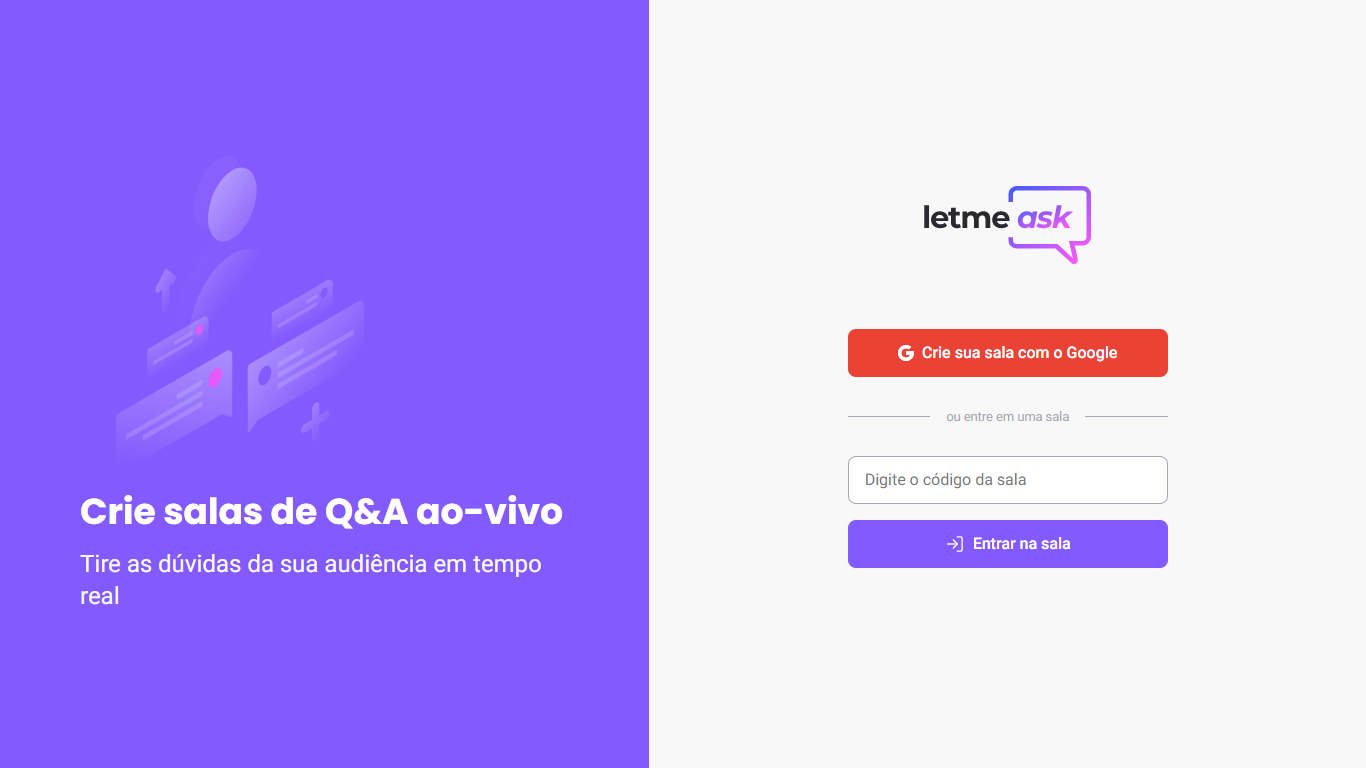 Crie salas de Q&A ao-vivo
Tire as dúvidas da sua audiência em tempo
real
letmeask
Crie sua sala com o Google
ou entre em uma sala
Digite o código da sala
Entrar na sala